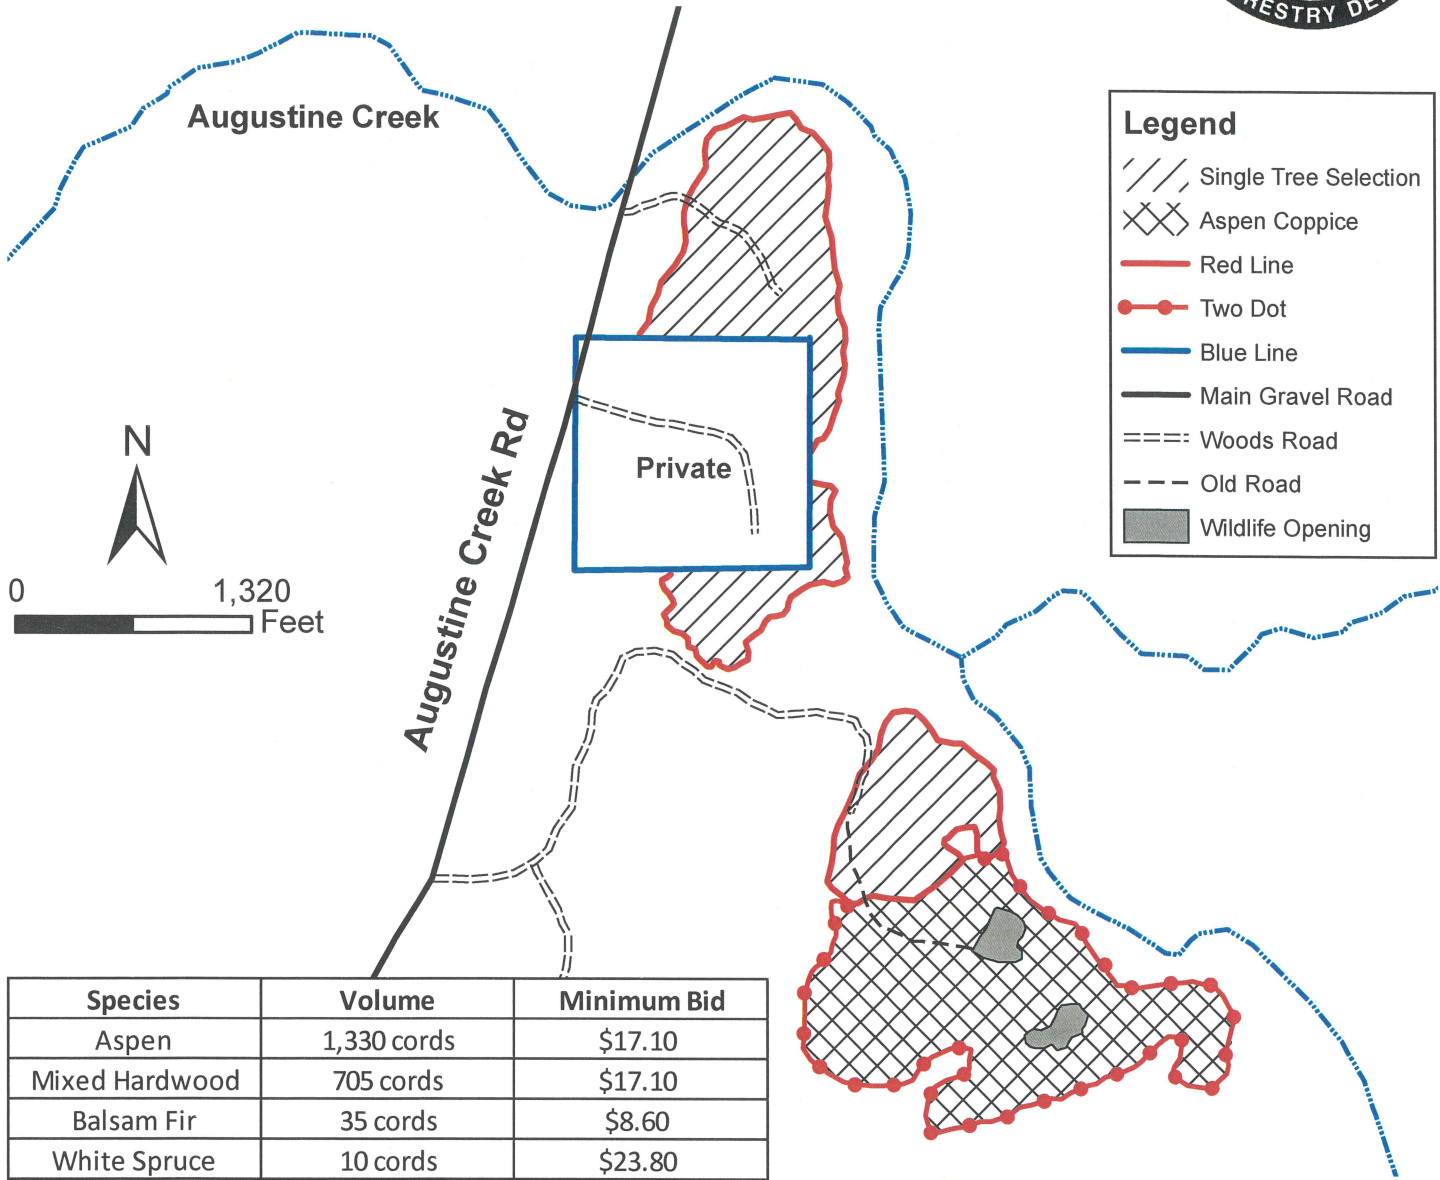 RESTRY DE
Augustine Creek
Legend
Single Tree Selection
Aspen Coppice
Red Line
Two Dot
Blue Line
Main Gravel Road
Woods Road
Old Road
Wildlife Opening
N
0 1,320
Feet
Augustine Creek Rd
Private
Species Volume Minimum Bid
Aspen 1,330 cords $17.10
Mixed Hardwood 705 cords $17.10
Balsam Fir 35 cords $8.60
White Spruce 10 cords $23.80